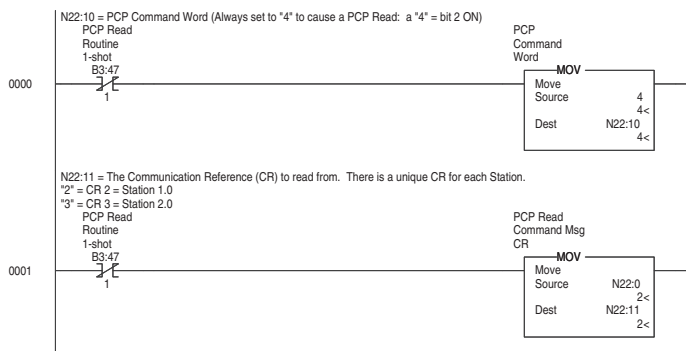 N22:10 = PCP Command Word (Always set to "4" to cause a PCP Read:  a "4" = bit 2 ON)
PCP Read
Routine
1-shot
B3:47
1
PCP
Command
Word
MOV
Move
Source 4
4<
Dest N22:10
4<
0000
N22:11 = The Communication Reference (CR) to read from.  There is a unique CR for each Station.
"2" = CR 2 = Station 1.0
"3" = CR 3 = Station 2.0
PCP Read
Routine
1-shot
B3:47
1
PCP Read
Command Msg
CR
MOV
Move
Source N22:0
2<
Dest N22:11
2<
0001